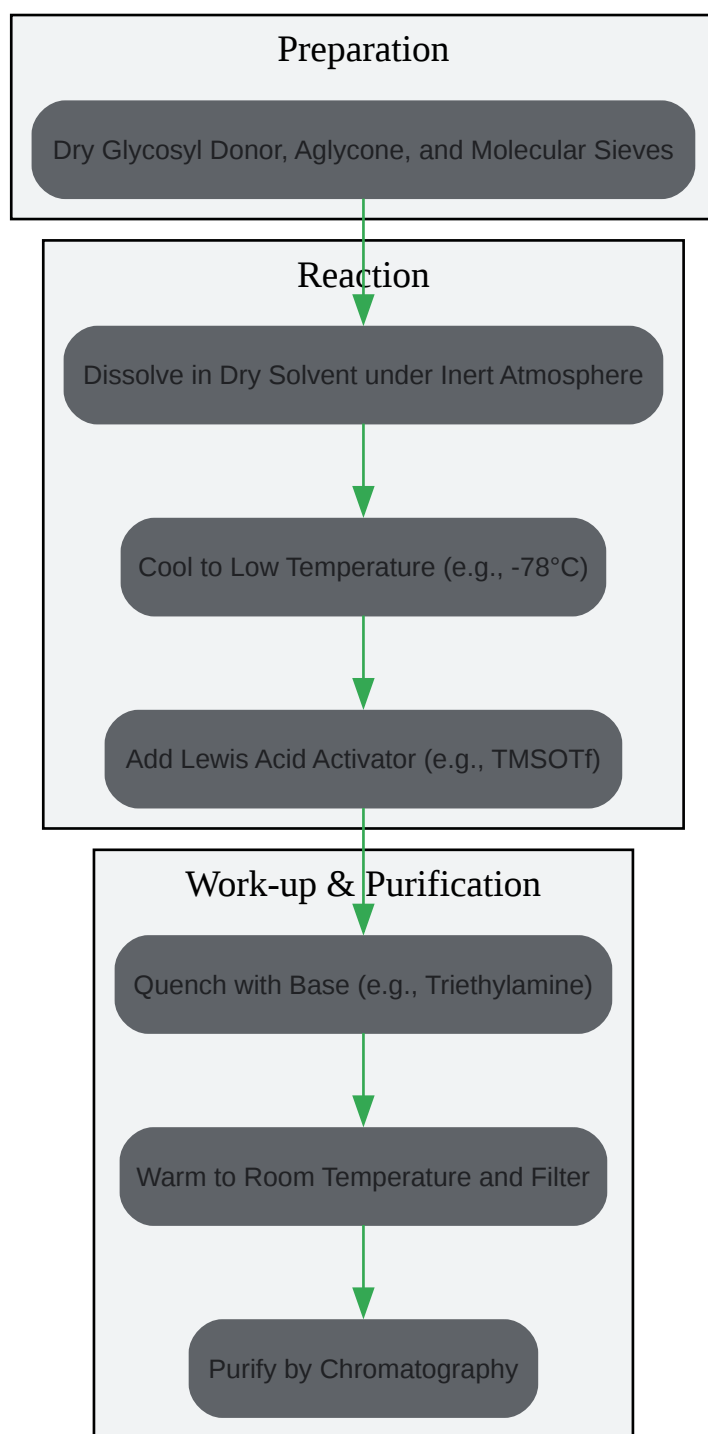 Preparation
Dry Glycosyl Donor, Aglycone, and Molecular Sieves
Reaction
Dissolve in Dry Solvent under Inert Atmosphere
Cool to Low Temperature (e.g., -78°C)
Add Lewis Acid Activator (e.g., TMSOTf)
Work-up & Purification
Quench with Base (e.g., Triethylamine)
Warm to Room Temperature and Filter
Purify by Chromatography